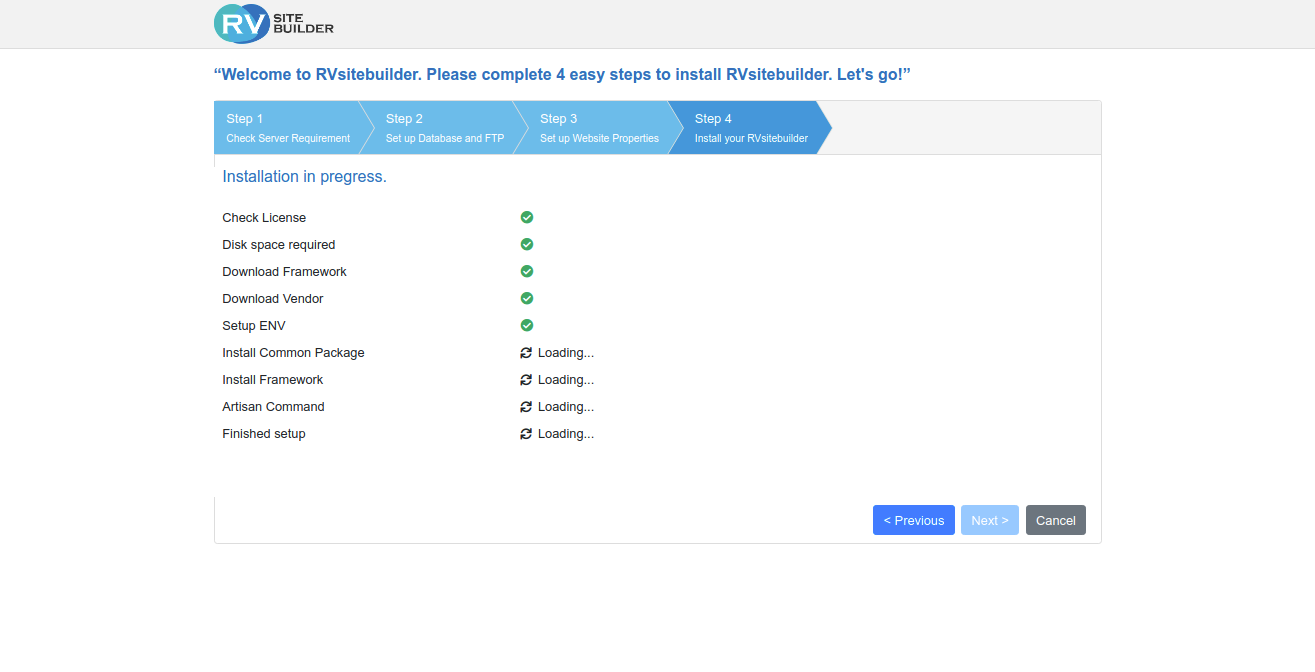 RV SITE
BUILDER
“Welcome to RVsitebuilder. Please complete 4 easy steps to install RVsitebuilder. Let's go!”
Step 1
Check Server Requirement
Step 2
Set up Database and FTP
Step 3
Set up Website Properties
Step 4
Install your RVsitebuilder
Installation in pregress.
Check License
Disk space required
Download Framework
Download Vendor
Setup ENV
Install Common Package Loading...
Install Framework Loading...
Artisan Command Loading...
Finished setup Loading...
< Previous Next > Cancel